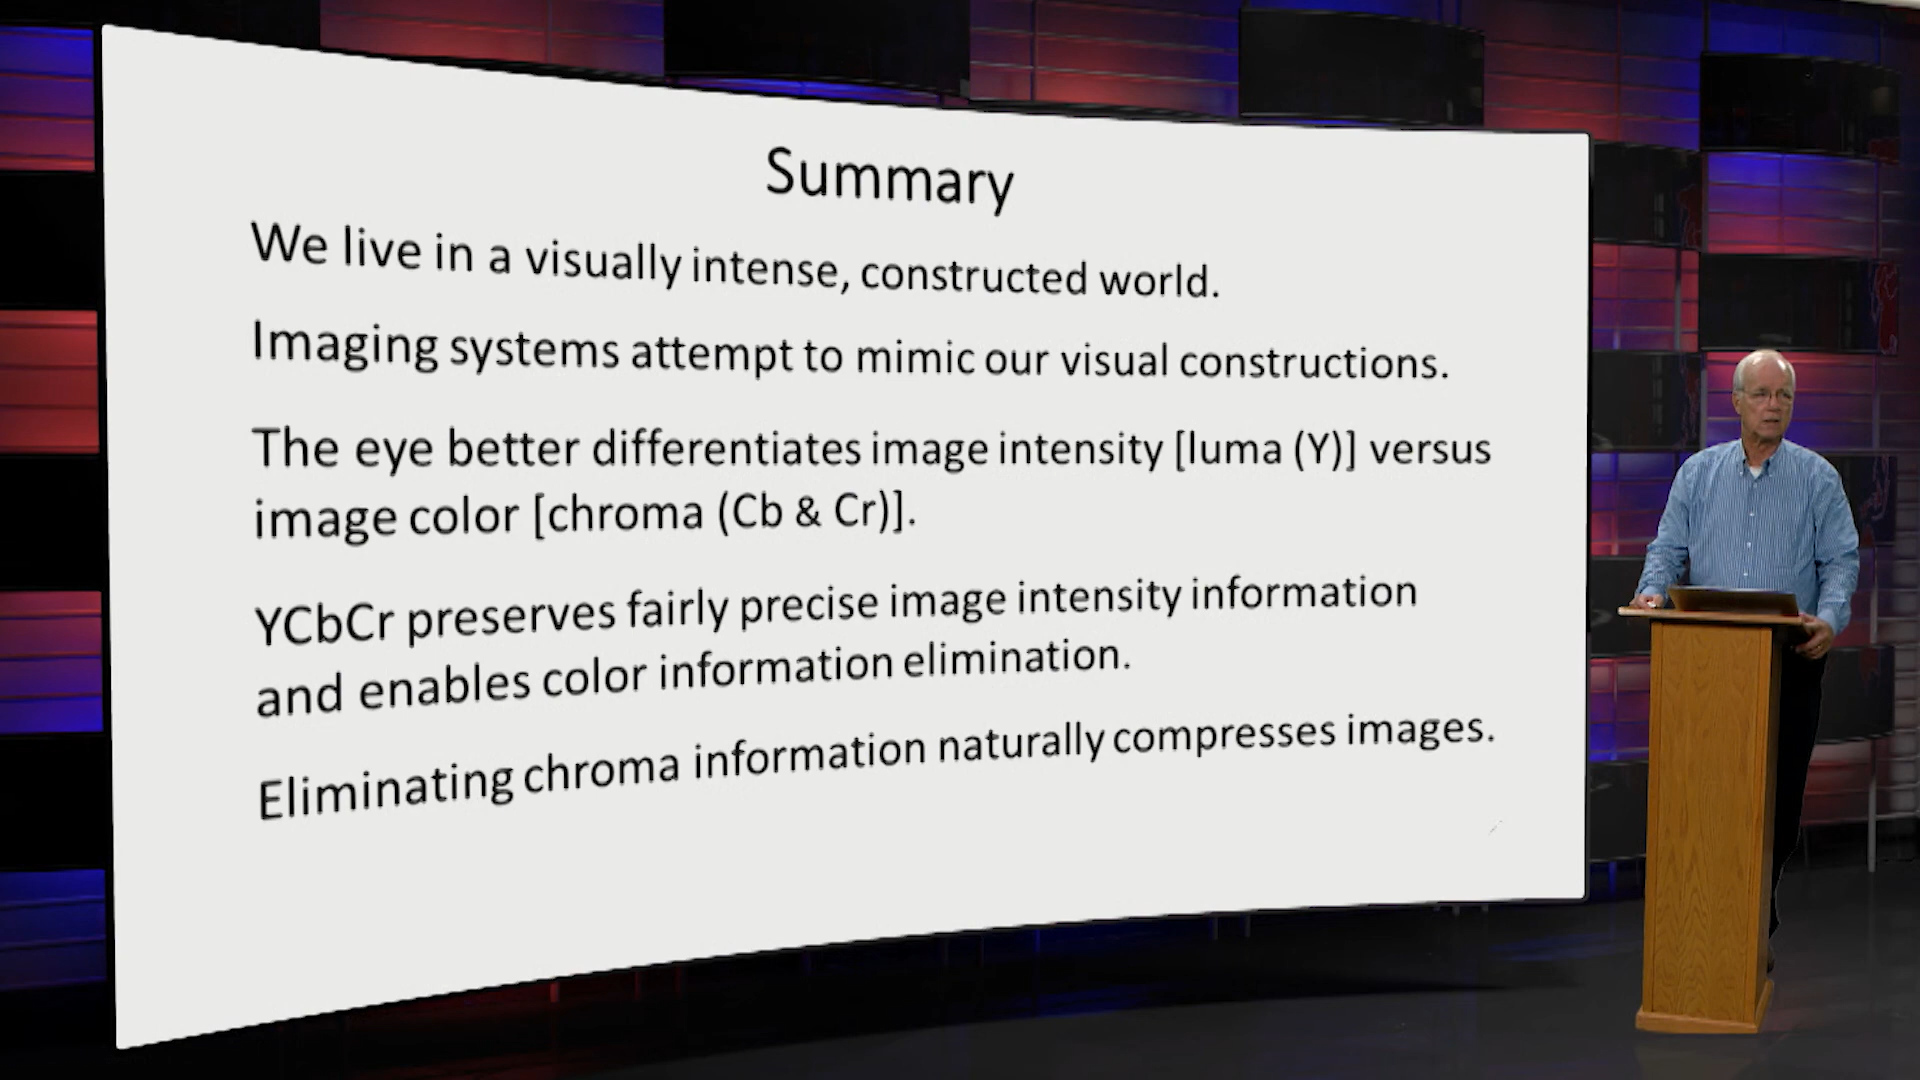 Summary
We live in a visually intense, constructed world.
Imaging systems attempt to mimic our visual constructions.
The eye better differentiates image intensity [luma (Y)] versus
image color [chroma (Cb & Cr)].
YCbCr preserves fairly precise image intensity information
and enables color information elimination.
Eliminating chroma information naturally compresses images.